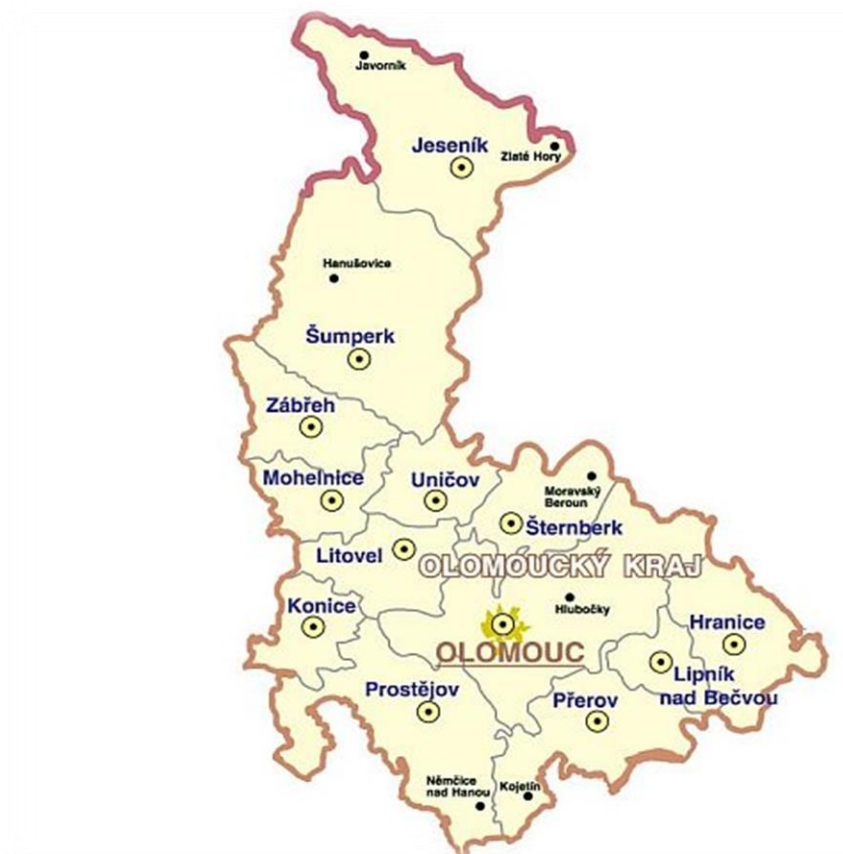 Javorník
Jeseník
Zlaté Hory
Hanušovice
Šumperk
Zábřeh
Mohelnice
Uničov
Moravský
Beroun
Šternberk
Litovel
OLOMOUCKÝ KRAJ
Konice
Hlubočky
Hranice
OLOMOUC
Lipník
nad Bečvou
Prostějov
Přerov
Němčice
nad Hanou
Kojetín